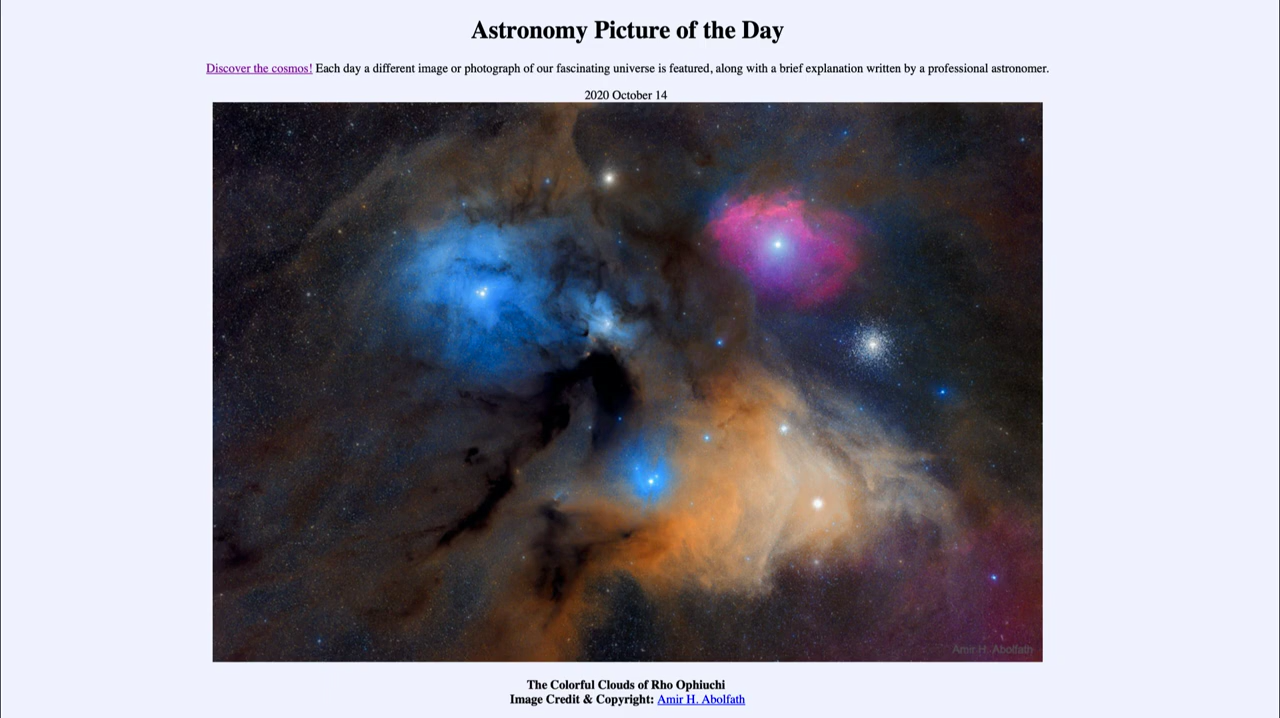 Astronomy Picture of the Day
Discover the cosmos! Each day a different image or photograph of our fascinating universe is featured, along with a brief explanation written by a professional astronomer.
2020 October 14
Amir H. Abolfath
The Colorful Clouds of Rho Ophiuchi
Image Credit & Copyright: Amir H. Abolfath